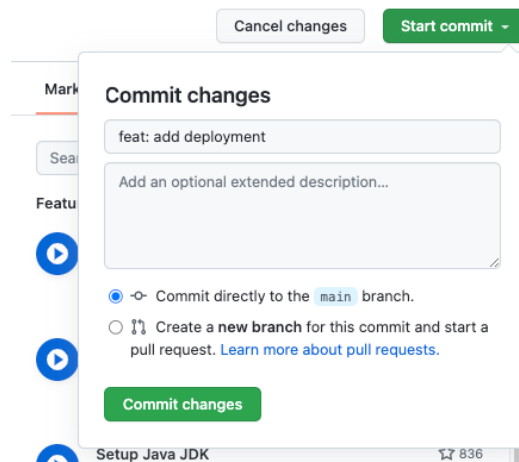 Cancel changes
Start commit
Mark
Commit changes
feat: add deployment
Sea
Add an optional extended description...
Featu
Commit directly to the main branch.
Create a new branch for this commit and start a
pull request. Learn more about pull requests.
Commit changes
Setup Java JDK
836